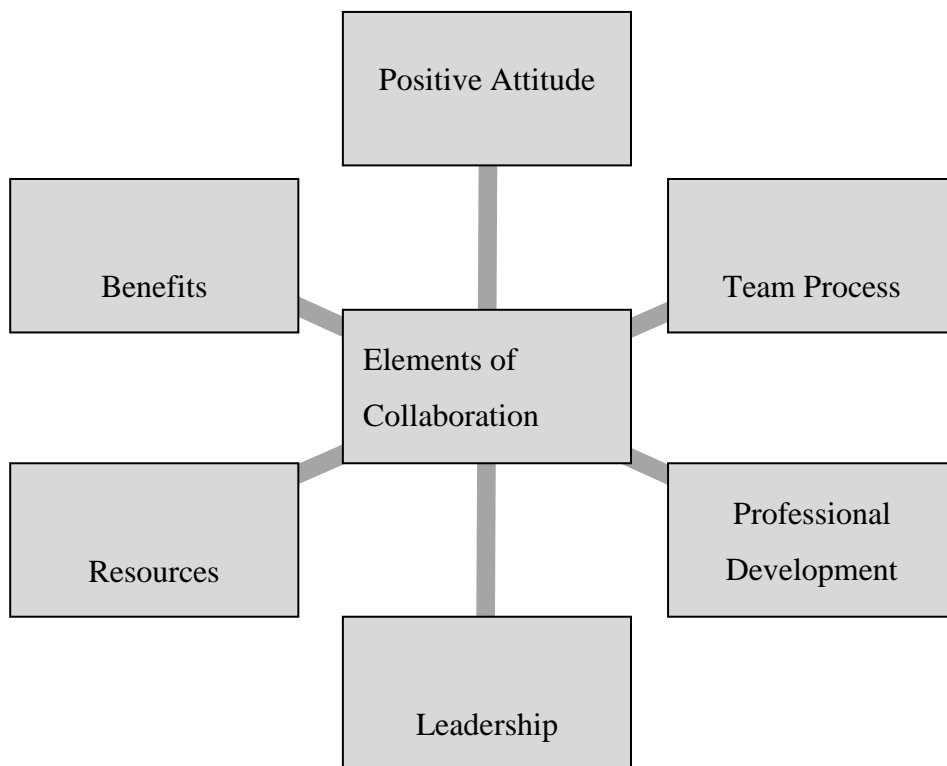 Positive Attitude
Benefits
Team Process
Elements of
Collaboration
Resources
Professional
Development
Leadership